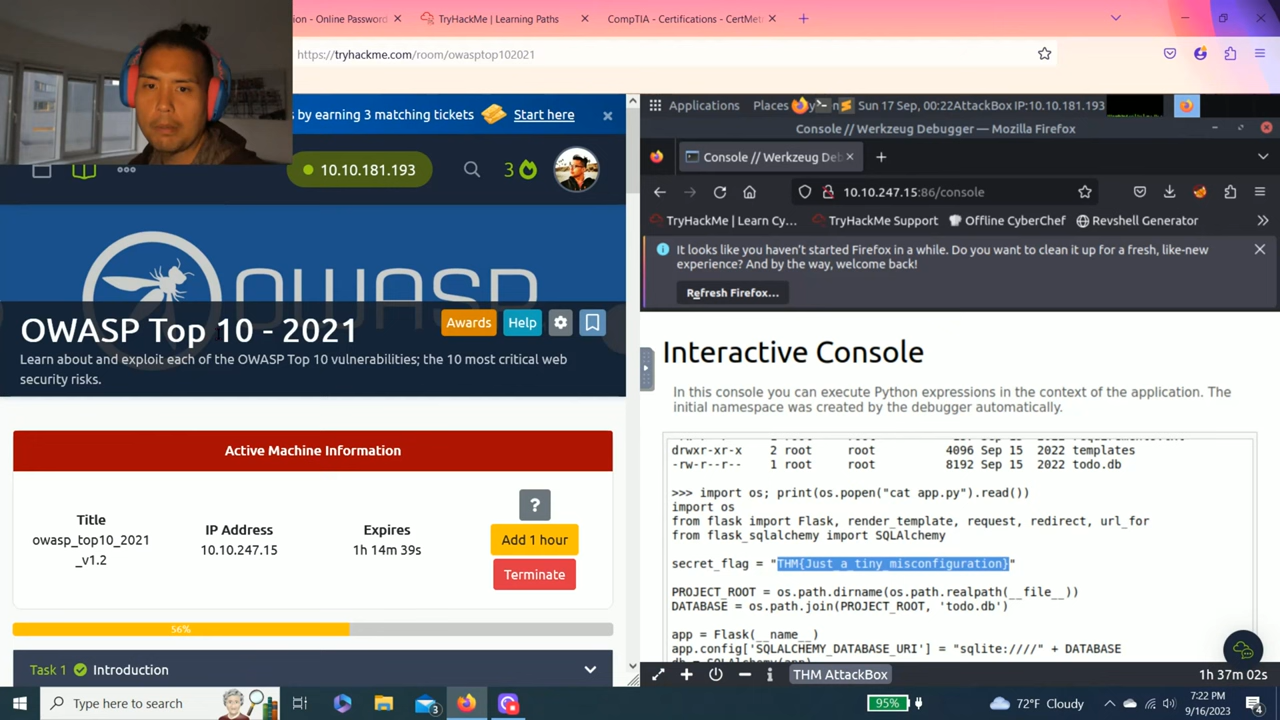 ion - Online Password
TryHackMe | Learning Paths
CompTIA - Certifications - CertMet
https://tryhackme.com/room/owasptop102021
s by earning 3 matching tickets Start here
10.10.181.193
3
OWASP
OWASP Top 10 - 2021
Awards Help
Learn about and exploit each of the OWASP Top 10 vulnerabilities; the 10 most critical web
security risks.
Active Machine Information
Title
owasp_top10_2021
_v1.2
IP Address
10.10.247.15
Expires
1h 14m 39s
?
Add 1 hour
Terminate
56%
Task 1 Introduction
Applications Places Sun 17 Sep, 00:22 AttackBox IP:10.10.181.193
Console // Werkzeug Debugger — Mozilla Firefox
Console // Werkzeug Deb
10.10.247.15:86/console
TryHackMe | Learn Cy... TryHackMe Support Offline CyberChef Revshell Generator
It looks like you haven't started Firefox in a while. Do you want to clean it up for a fresh, like-new
experience? And by the way, welcome back!
Refresh Firefox...
Interactive Console
In this console you can execute Python expressions in the context of the application. The
initial namespace was created by the debugger automatically.
drwxr-xr-x 2 root root 4096 Sep 15 2022 templates
-rw-r--r-- 1 root root 8192 Sep 15 2022 todo.db
>>> import os; print(os.popen("cat app.py").read())
import os
from flask import Flask, render_template, request, redirect, url_for
from flask_sqlalchemy import SQLAlchemy
secret_flag = "THM{Just_a_tiny_misconfiguration}"
PROJECT_ROOT = os.path.dirname(os.path.realpath(__file__))
DATABASE = os.path.join(PROJECT_ROOT, 'todo.db')
app = Flask(__name__)
app.config['SQLALCHEMY_DATABASE_URI'] = "sqlite:////" + DATABASE
THM AttackBox
1h 37m 02s
Type here to search
3
95%
72°F Cloudy
7:22 PM
9/16/2023
4